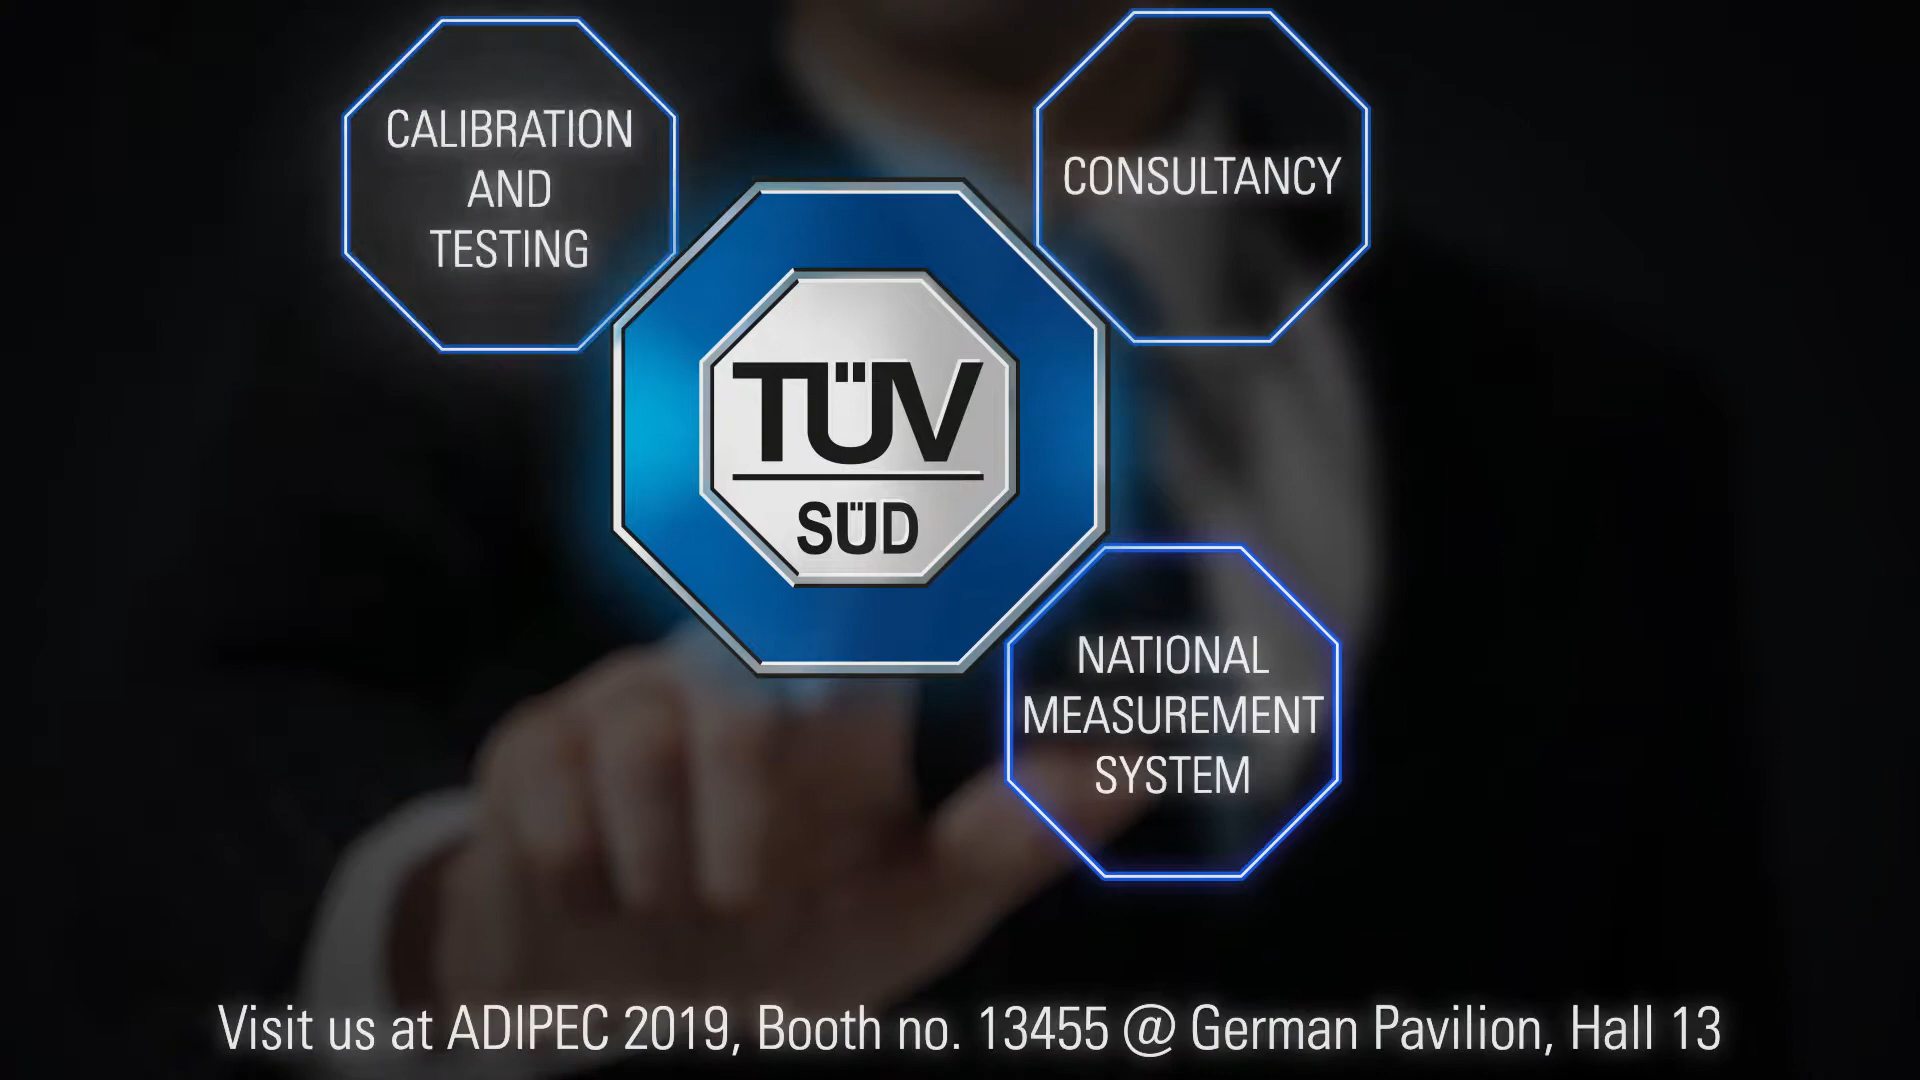 CALIBRATION
AND
TESTING
CONSULTANCY
TÜV
SÜD
NATIONAL
MEASUREMENT
SYSTEM
Visit us at ADIPEC 2019, Booth no. 13455 @ German Pavilion, Hall 13